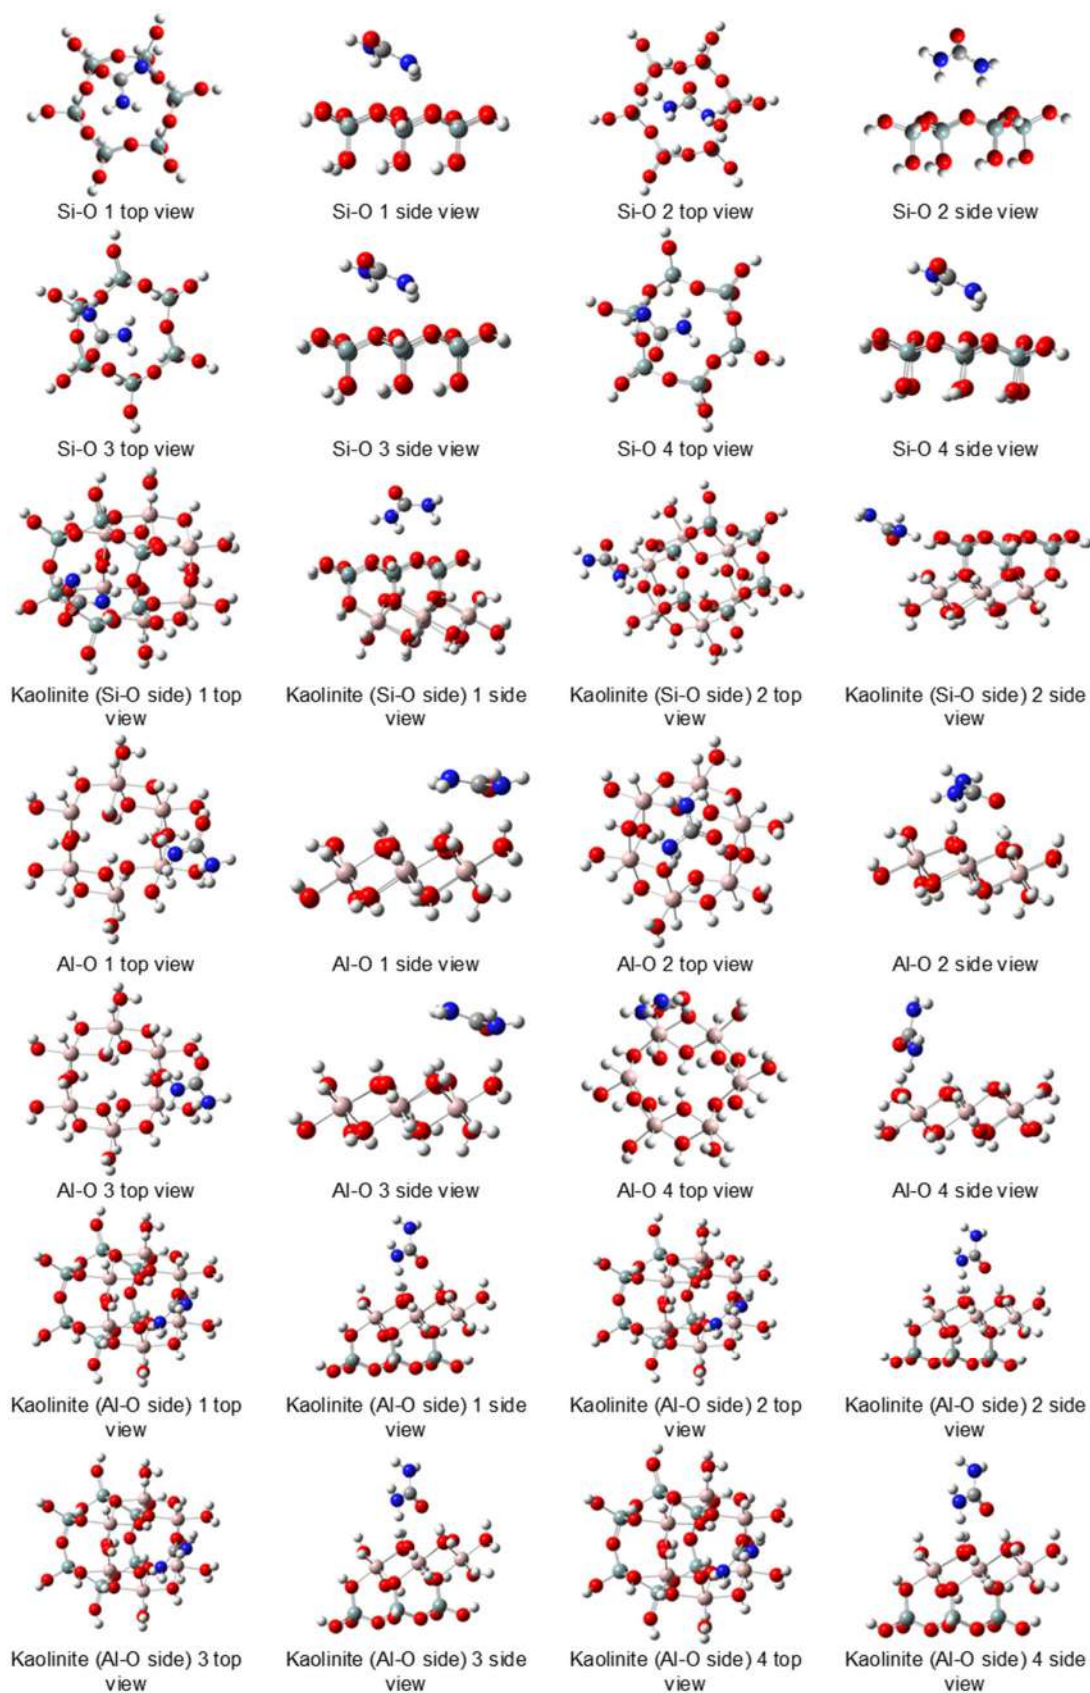 Si-O 1 top view
Si-O 1 side view
Si-O 2 top view
Si-O 2 side view
Si-O 3 top view
Si-O 3 side view
Si-O 4 top view
Si-O 4 side view
Kaolinite (Si-O side) 1 top
view
Kaolinite (Si-O side) 1 side
view
Kaolinite (Si-O side) 2 top
view
Kaolinite (Si-O side) 2 side
view
Al-O 1 top view
Al-O 1 side view
Al-O 2 top view
Al-O 2 side view
Al-O 3 top view
Al-O 3 side view
Al-O 4 top view
Al-O 4 side view
Kaolinite (Al-O side) 1 top
view
Kaolinite (Al-O side) 1 side
view
Kaolinite (Al-O side) 2 top
view
Kaolinite (Al-O side) 2 side
view
Kaolinite (Al-O side) 3 top
view
Kaolinite (Al-O side) 3 side
view
Kaolinite (Al-O side) 4 top
view
Kaolinite (Al-O side) 4 side
view